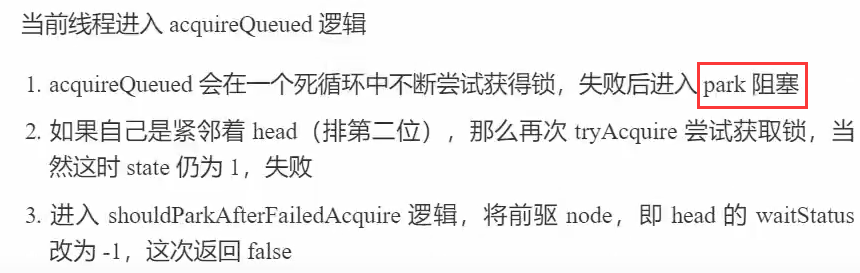 当前线程进入 acquireQueued 逻辑
1. acquireQueued 会在一个死循环中不断尝试获得锁，失败后进入 park 阻塞
2. 如果自己是紧邻着 head（排第二位），那么再次 tryAcquire 尝试获取锁，当
然这时 state 仍为 1，失败
3. 进入 shouldParkAfterFailedAcquire 逻辑，将前驱 node，即 head 的 waitStatus
改为 -1，这次返回 false